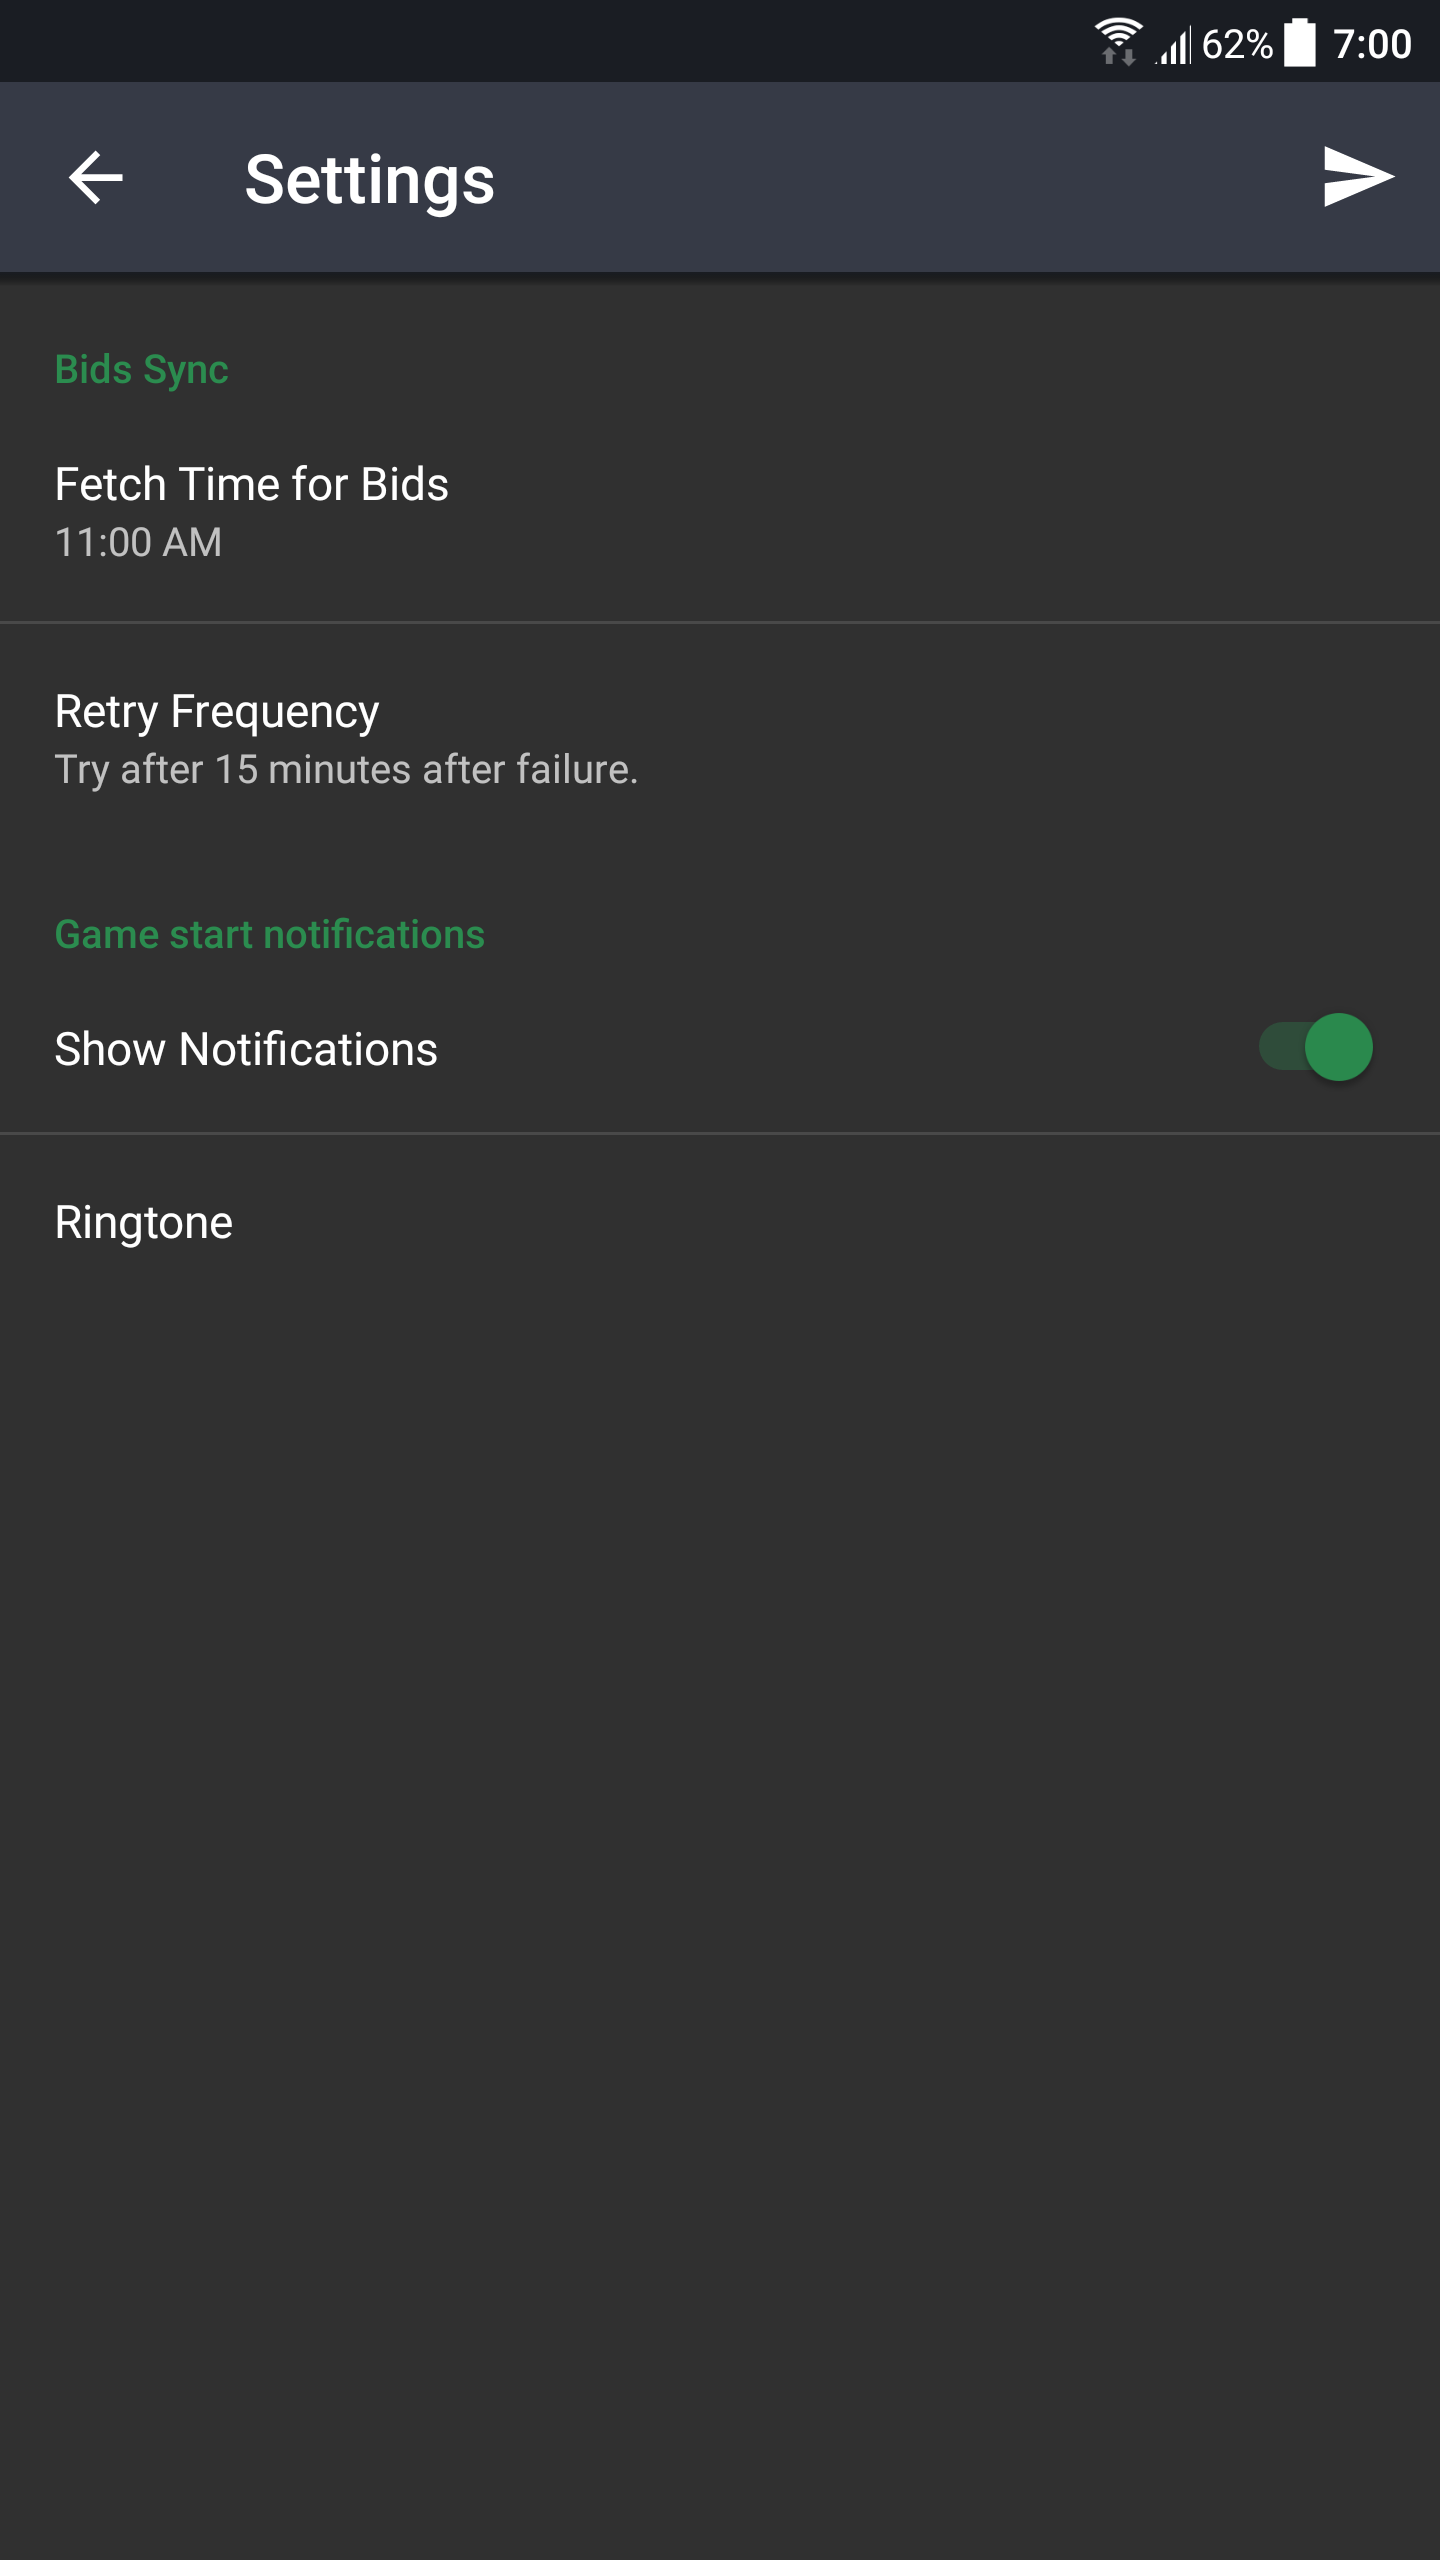 62% 7:00
Settings
Bids Sync
Fetch Time for Bids
11:00 AM
Retry Frequency
Try after 15 minutes after failure.
Game start notifications
Show Notifications
Ringtone